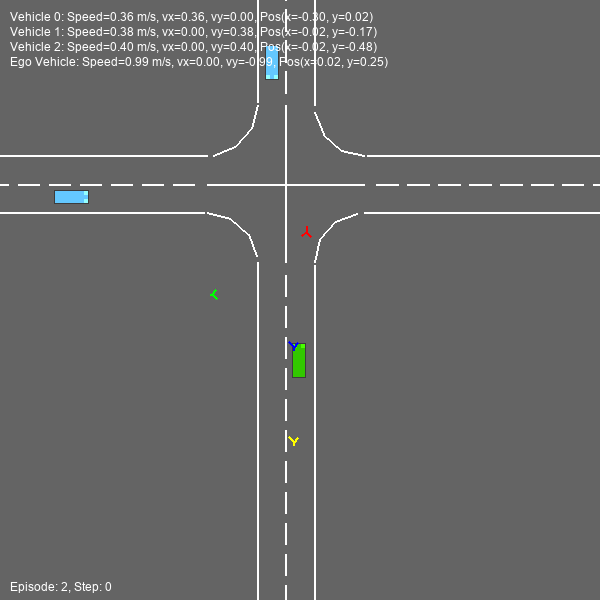 Vehicle 0: Speed=0.36 m/s, vx=0.36, vy=0.00, Pos(x=-0.30, y=0.02)
Vehicle 1: Speed=0.38 m/s, vx=0.00, vy=0.38, Pos(x=-0.02, y=-0.17)
Vehicle 2: Speed=0.40 m/s, vx=0.00, vy=0.40, Pos(x=-0.02, y=-0.48)
Ego Vehicle: Speed=0.99 m/s, vx=0.00, vy=-0.99, Pos(x=0.02, y=0.25)
Episode: 2, Step: 0